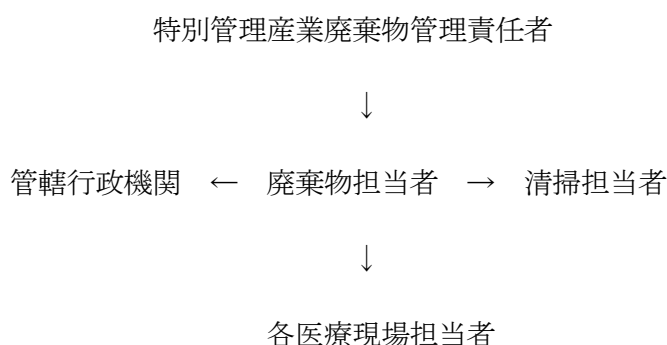 特別管理産業廃棄物管理責任者
↓
管轄行政機関 ← 廃棄物担当者 → 清掃担当者
↓
各医療現場担当者